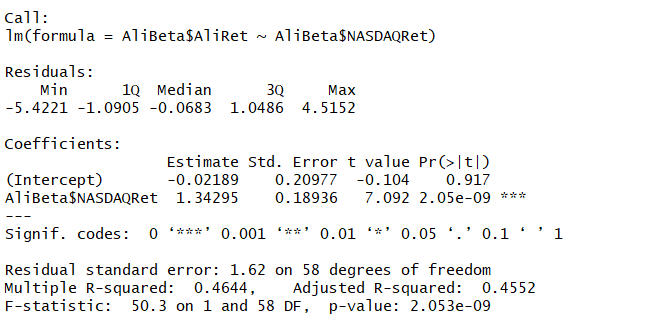 Call:
lm(formula = AliBeta$AliRet ~ AliBeta$NASDAQRet)
Residuals:
    Min      1Q  Median      3Q     Max
-5.4221 -1.0905 -0.0683  1.0486  4.5152
Coefficients:
                  Estimate Std. Error t value Pr(>|t|)
(Intercept)       -0.02189    0.20977  -0.104    0.917
AliBeta$NASDAQRet  1.34295    0.18936   7.092 2.05e-09 ***
---
Signif. codes:  0 ‘***’ 0.001 ‘**’ 0.01 ‘*’ 0.05 ‘.’ 0.1 ‘ ’ 1
Residual standard error: 1.62 on 58 degrees of freedom
Multiple R-squared:  0.4644,    Adjusted R-squared:  0.4552
F-statistic:  50.3 on 1 and 58 DF,  p-value: 2.053e-09